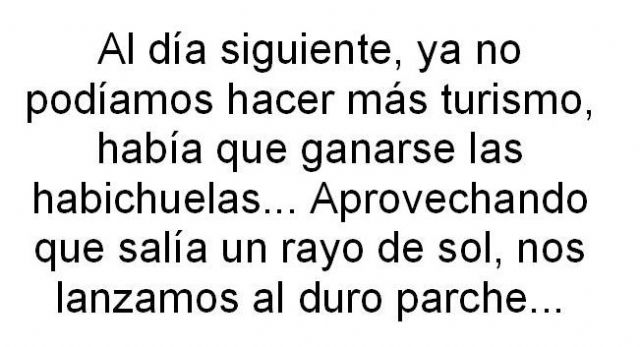 Al día siguiente, ya no
podíamos hacer más turismo,
había que ganarse las
habichuelas... Aprovechando
que salía un rayo de sol, nos
lanzamos al duro parche...